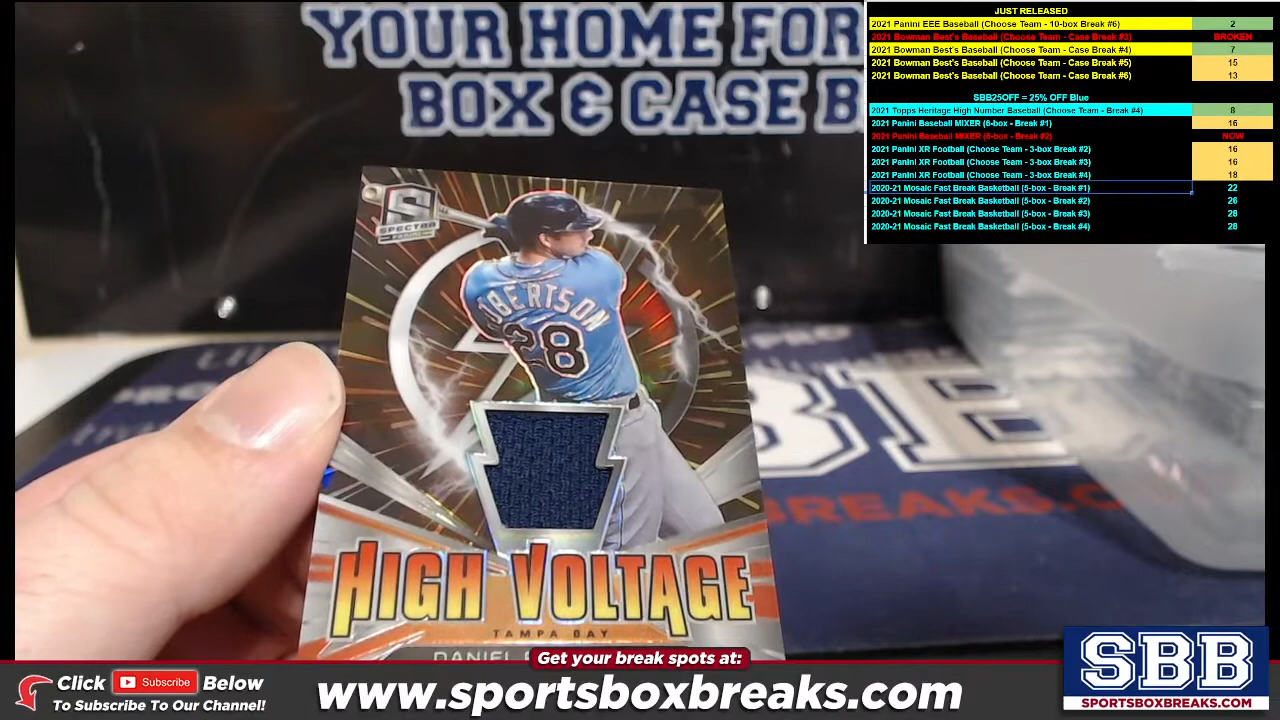 YOUR HOME FOR
BOX & CASE B
JUST RELEASED
2021 Panini EEE Baseball (Choose Team - 10-box Break #6) 2
2021 Bowman Best's Baseball (Choose Team - Case Break #3) BROKEN
2021 Bowman Best's Baseball (Choose Team - Case Break #4) 7
2021 Bowman Best's Baseball (Choose Team - Case Break #5) 15
2021 Bowman Best's Baseball (Choose Team - Case Break #6) 13
SBB25OFF = 25% OFF Blue
2021 Topps Heritage High Number Baseball (Choose Team - Break #4) 8
2021 Panini Baseball MIXER (6-box - Break #1) 16
2021 Panini Baseball MIXER (6-box - Break #2) NOW
2021 Panini XR Football (Choose Team - 3-box Break #2) 16
2021 Panini XR Football (Choose Team - 3-box Break #3) 16
2021 Panini XR Football (Choose Team - 3-box Break #4) 18
2020-21 Mosaic Fast Break Basketball (5-box - Break #1) 22
2020-21 Mosaic Fast Break Basketball (5-box - Break #2) 26
2020-21 Mosaic Fast Break Basketball (5-box - Break #3) 28
2020-21 Mosaic Fast Break Basketball (5-box - Break #4) 28
S
SPECTRA
PANINI
OBERTSON
28
HIGH VOLTAGE
TAMPA BAY
DANIEL
BREAKS.C
Get your break spots at:
Click Subscribe Below
To Subscribe To Our Channel!
www.sportsboxbreaks.com
SBB
SPORTSBOXBREAKS.COM